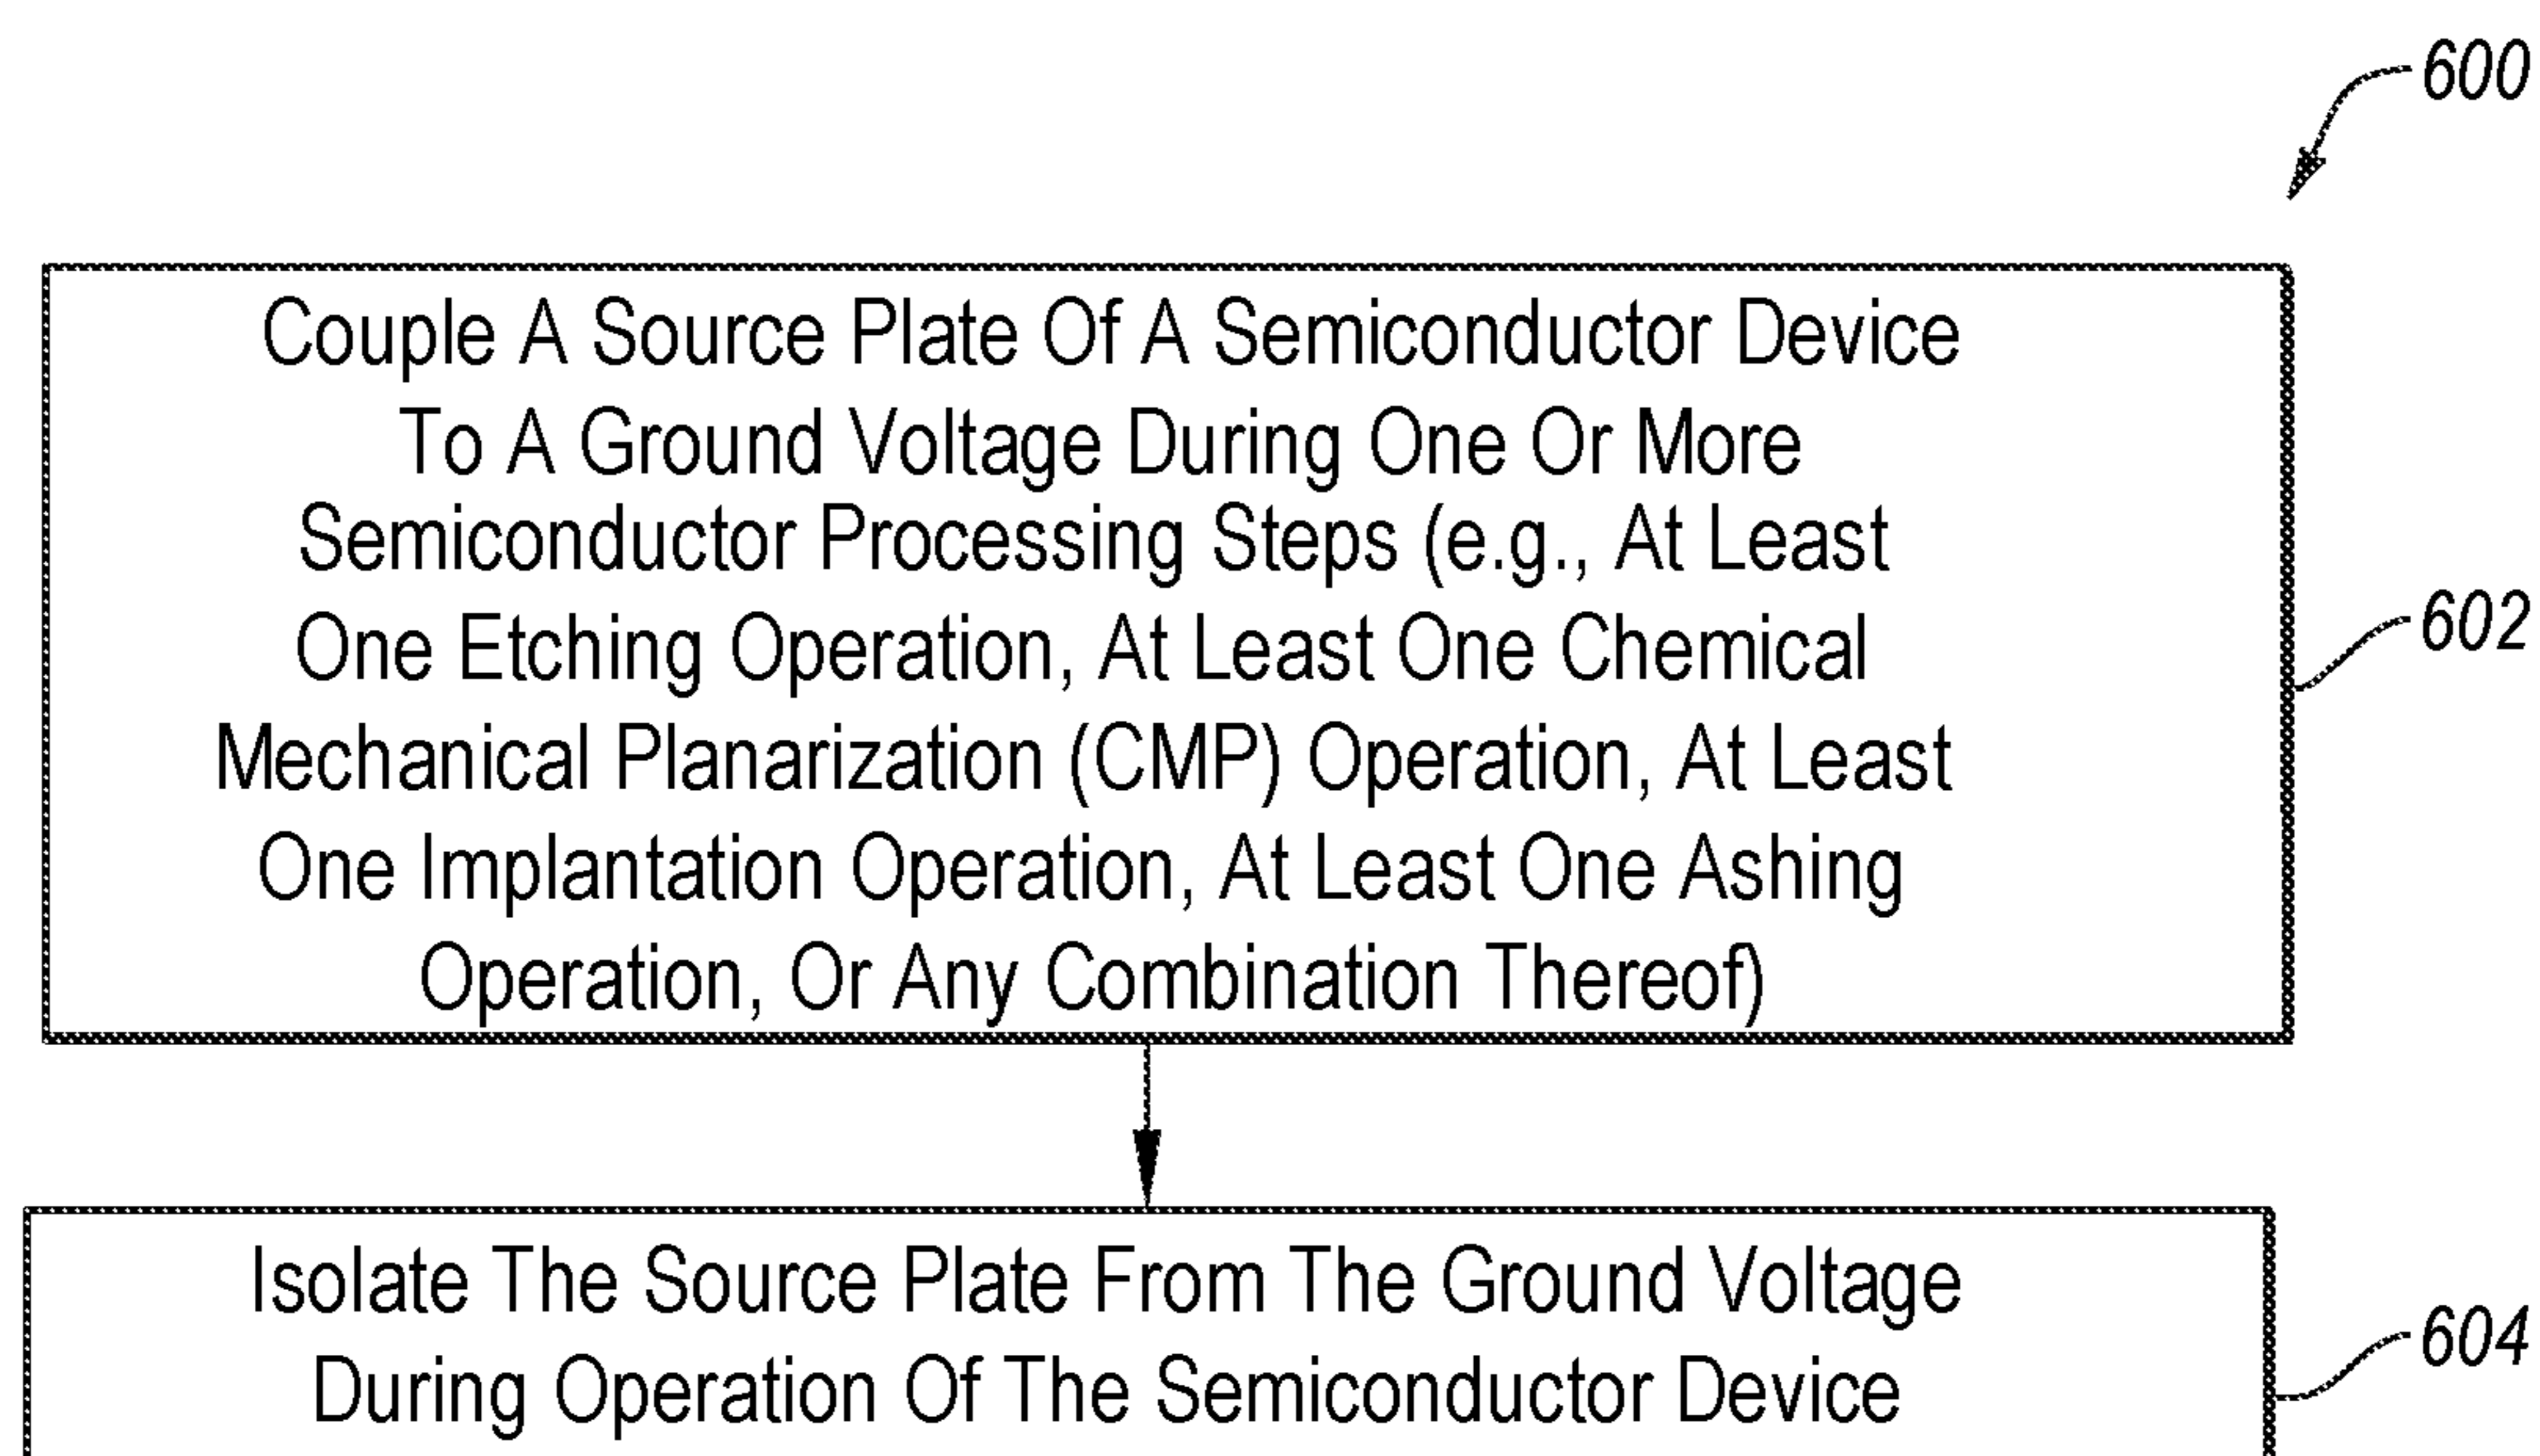 600
Couple A Source Plate Of A Semiconductor Device
To A Ground Voltage During One Or More
Semiconductor Processing Steps (e.g., At Least
One Etching Operation, At Least One Chemical
602
Mechanical Planarization (CMP) Operation, At Least
One Implantation Operation, At Least One Ashing
Operation, Or Any Combination Thereof)
Isolate The Source Plate From The Ground Voltage
604
During Operation Of The Semiconductor Device